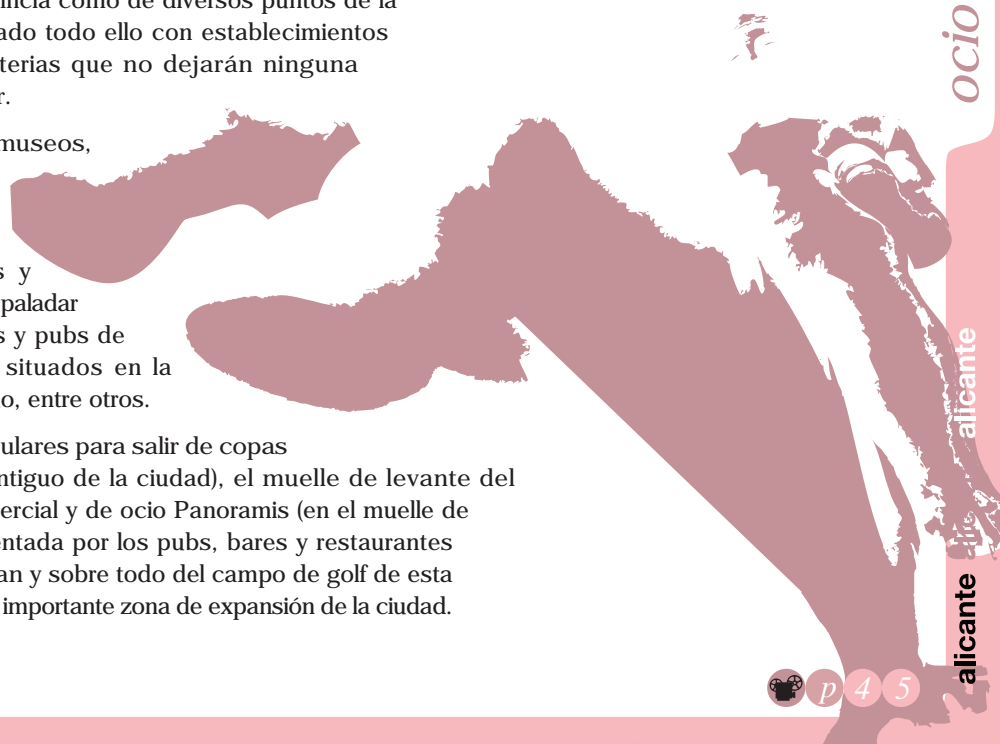 incia como de diversos puntos de la
ado todo ello con establecimientos
terias que no dejarán ninguna
r.
museos,
s y
paladar
s y pubs de
situados en la
o, entre otros.
ulares para salir de copas
ntiguo de la ciudad), el muelle de levante del
ercial y de ocio Panoramis (en el muelle de
entada por los pubs, bares y restaurantes
an y sobre todo del campo de golf de esta
importante zona de expansión de la ciudad.
ocio
alicante
alicante
p 4 5